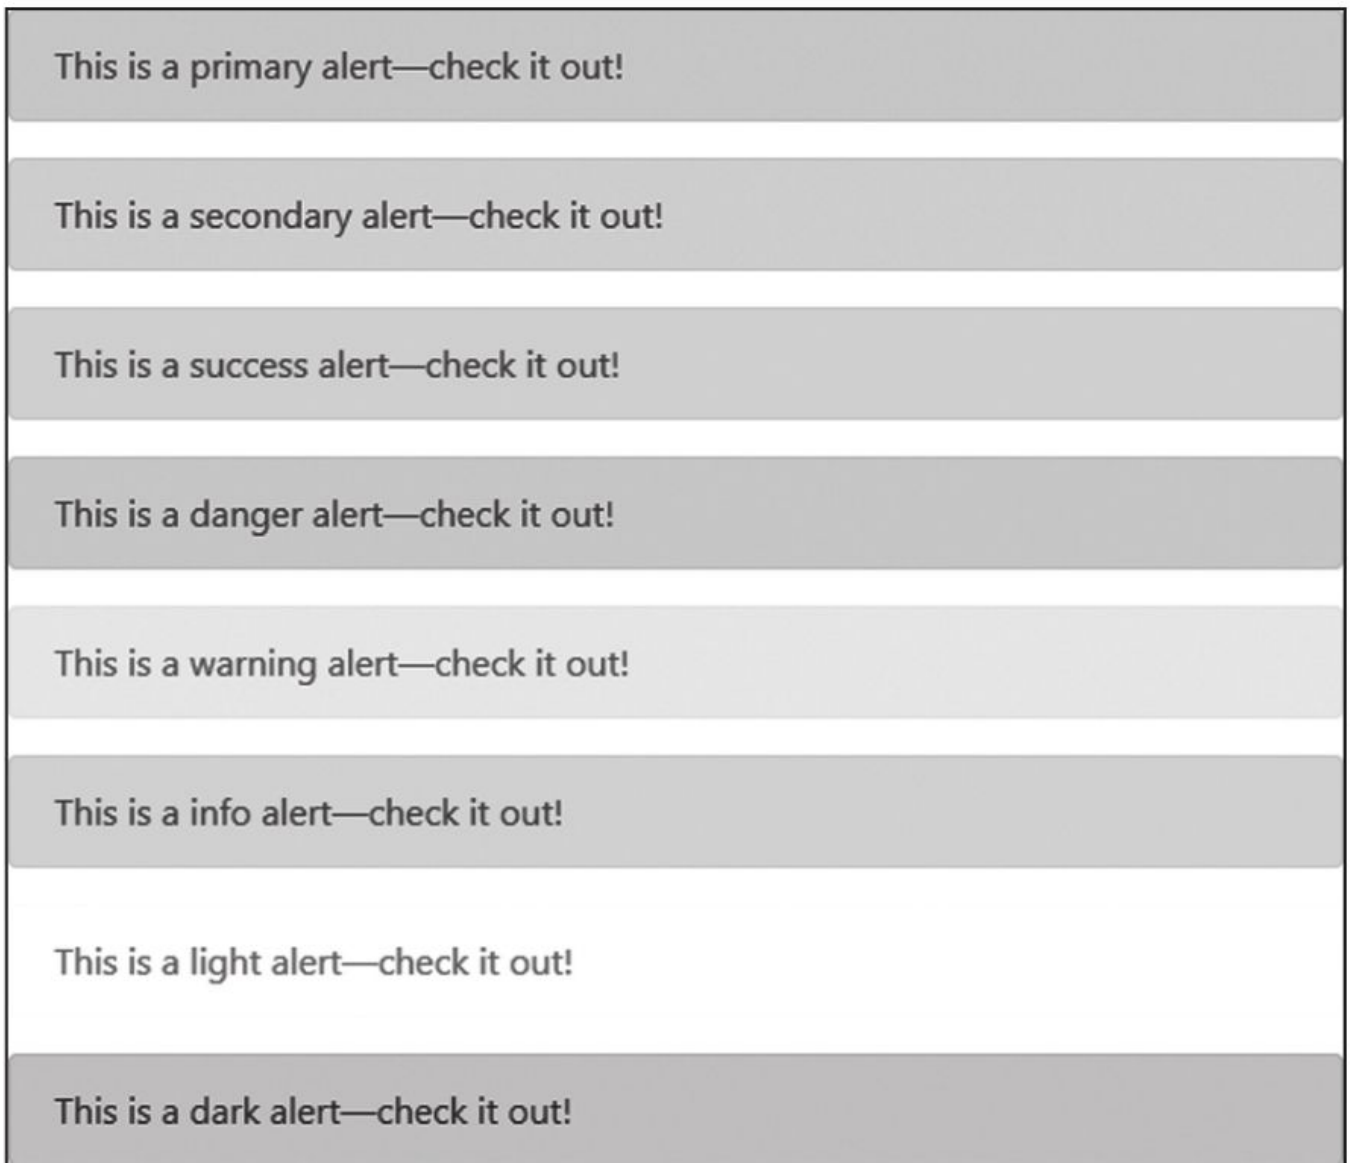 This is a primary alert—check it out!
This is a secondary alert—check it out!
This is a success alert—check it out!
This is a danger alert—check it out!
This is a warning alert—check it out!
This is a info alert—check it out!
This is a light alert—check it out!
This is a dark alert—check it out!